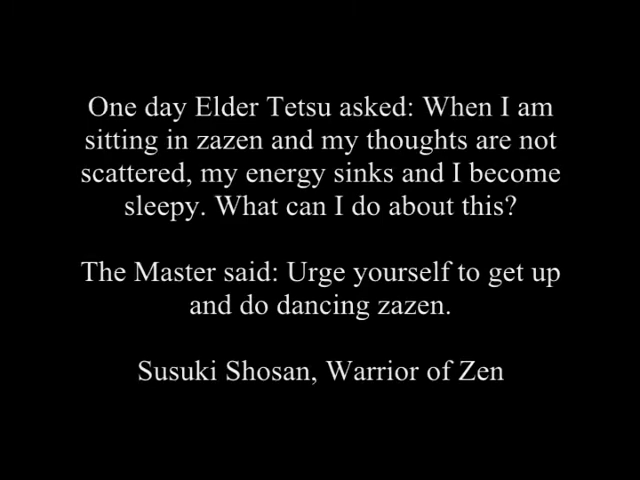 One day Elder Tetsu asked: When I am
sitting in zazen and my thoughts are not
scattered, my energy sinks and I become
sleepy. What can I do about this?
The Master said: Urge yourself to get up
and do dancing zazen.
Susuki Shosan, Warrior of Zen